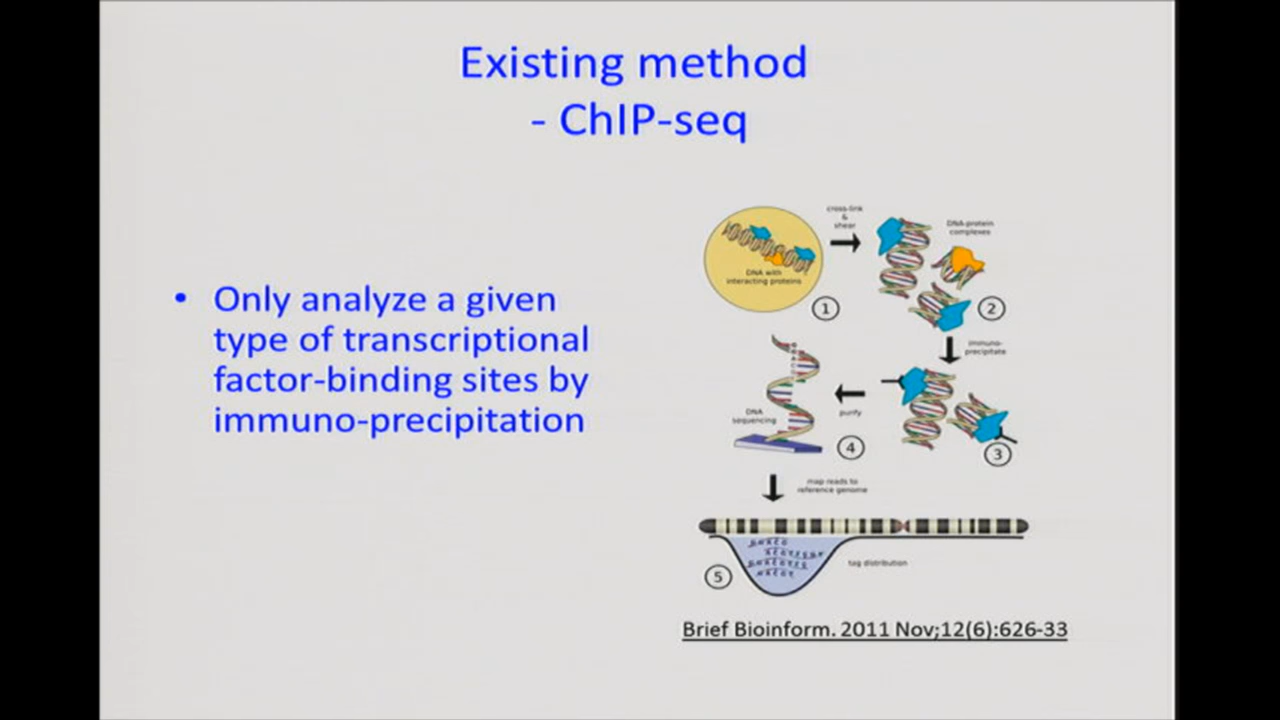 Existing method
- ChIP-seq
• Only analyze a given
type of transcriptional
factor-binding sites by
immuno-precipitation
cross-link
&
shear
DNA-protein
complexes
DNA with
interacting proteins
1
2
immuno-
precipitate
DNA
sequencing
purify
4
3
map reads to
reference genome
5
tag distribution
Brief Bioinform. 2011 Nov;12(6):626-33